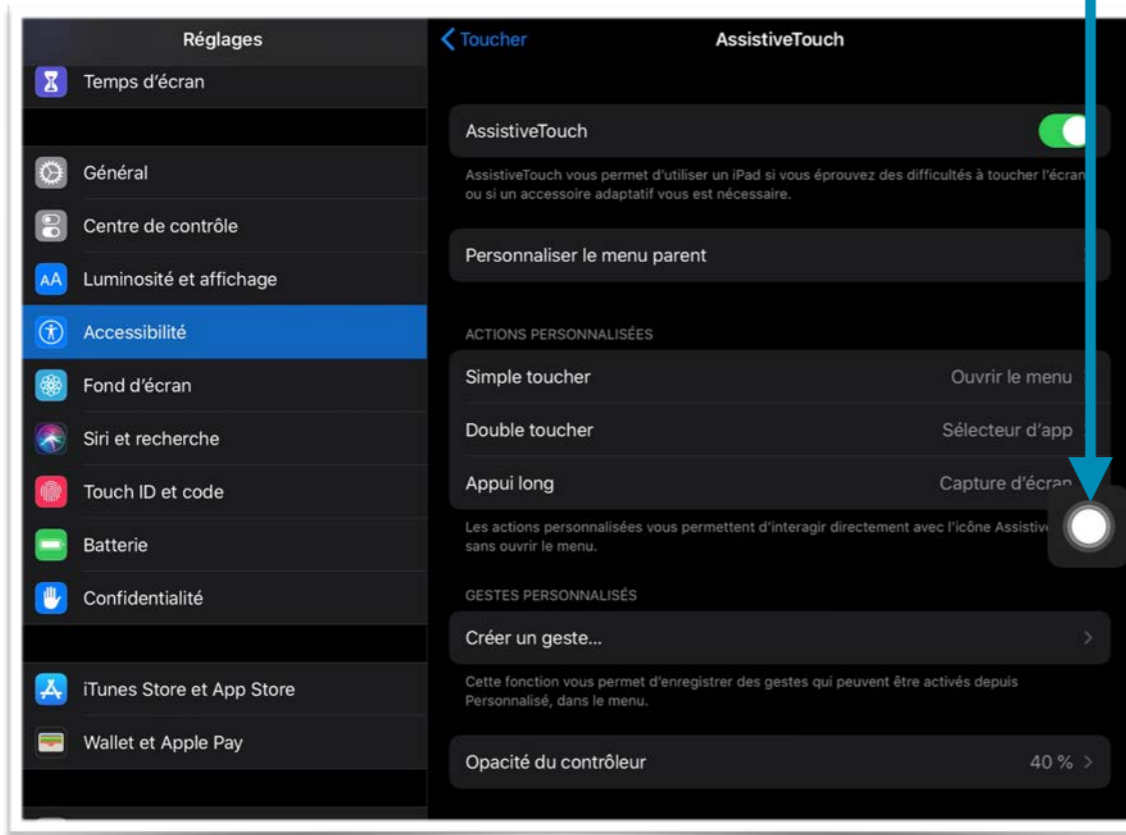 Réglages
Temps d'écran
Général
Centre de contrôle
AA Luminosité et affichage
Accessibilité
Fond d'écran
Siri et recherche
Touch ID et code
Batterie
Confidentialité
iTunes Store et App Store
Wallet et Apple Pay
Toucher
AssistiveTouch
AssistiveTouch
AssistiveTouch vous permet d'utiliser un iPad si vous éprouvez des difficultés à toucher l'écran
ou si un accessoire adaptatif vous est nécessaire.
Personnaliser le menu parent
ACTIONS PERSONNALISÉES
Simple toucher Ouvrir le menu
Double toucher Sélecteur d'app
Appui long Capture d'écran
Les actions personnalisées vous permettent d'interagir directement avec l'icône Assistive
sans ouvrir le menu.
GESTES PERSONNALISÉS
Créer un geste...
Cette fonction vous permet d'enregistrer des gestes qui peuvent être activés depuis
Personnalisé, dans le menu.
Opacité du contrôleur 40 %